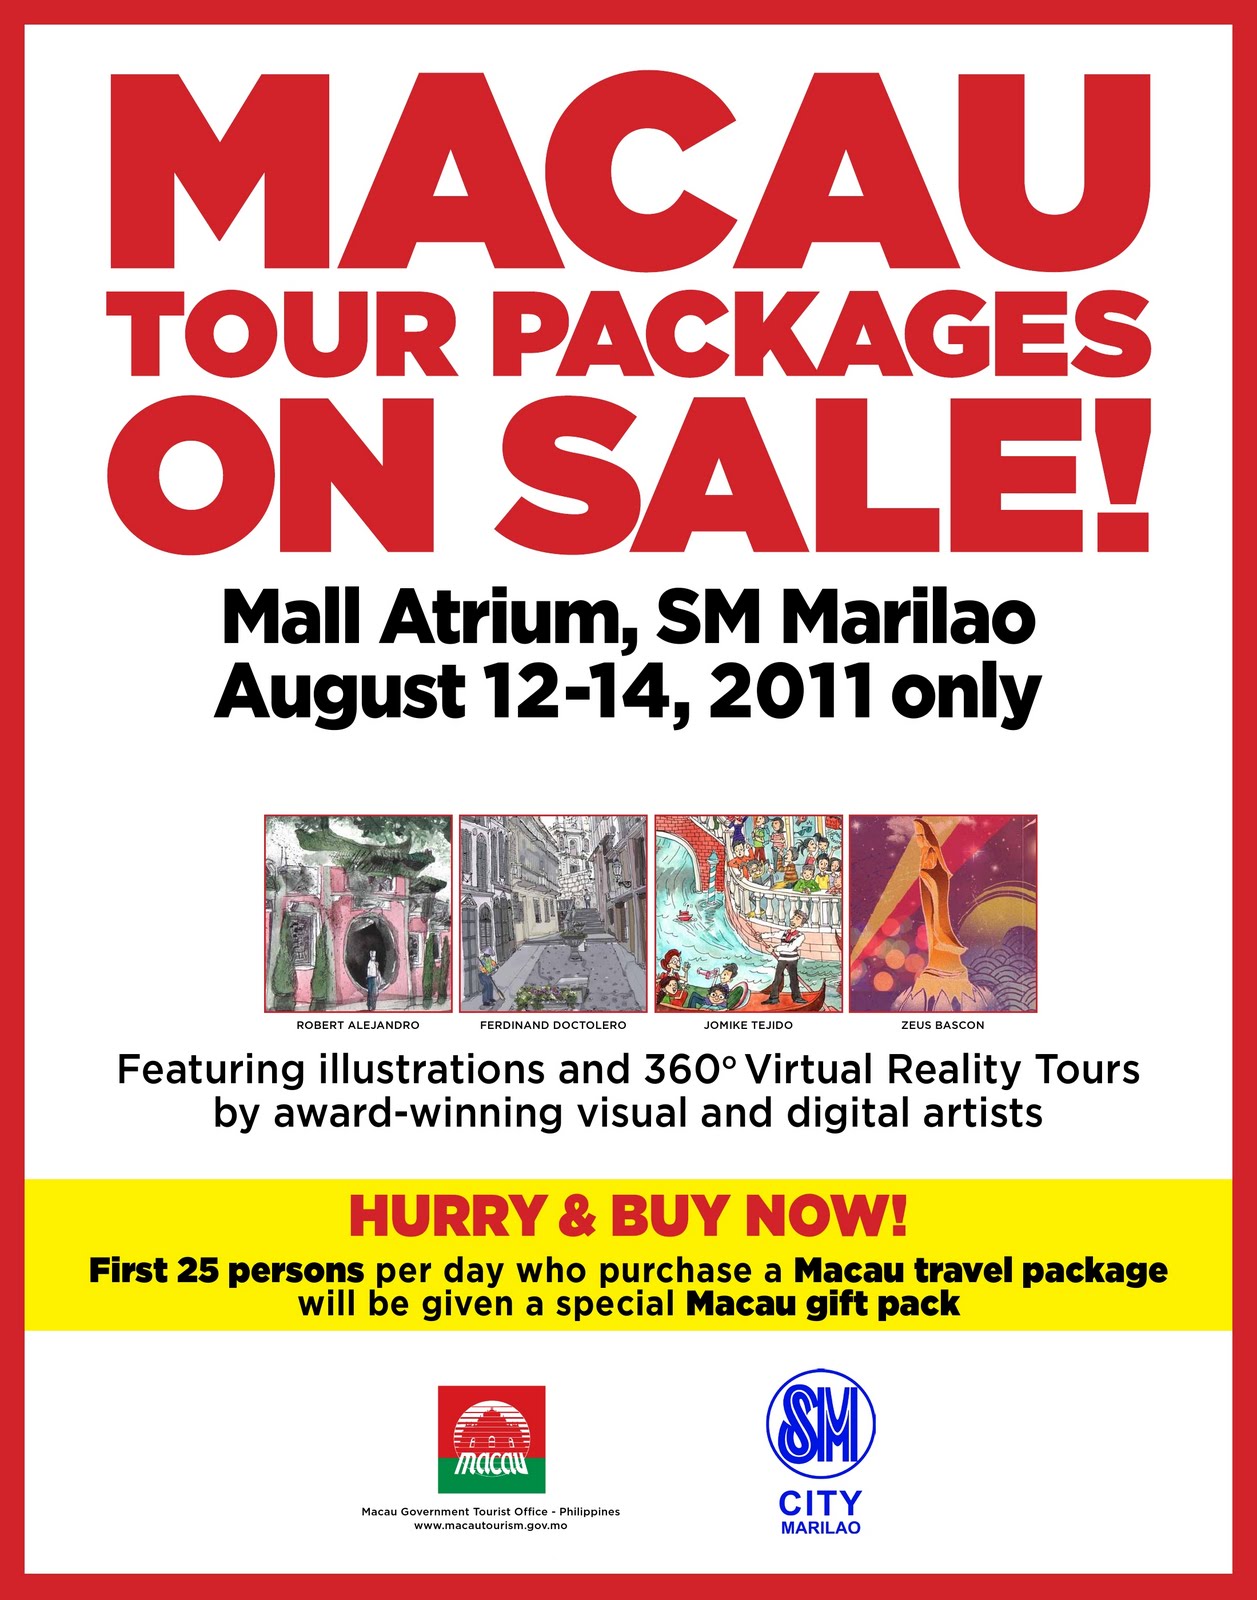 MACAU
TOUR PACKAGES
ON SALE!
Mall Atrium, SM Marilao
August 12-14, 2011 only
ROBERT ALEJANDRO
FERDINAND DOCTOLERO
JOMIKE TEJIDO
ZEUS BASCON
Featuring illustrations and 360º Virtual Reality Tours
by award-winning visual and digital artists
HURRY & BUY NOW!
First 25 persons per day who purchase a Macau travel package
will be given a special Macau gift pack
macau
Macau Government Tourist Office - Philippines
www.macautourism.gov.mo
SM
CITY
MARILAO